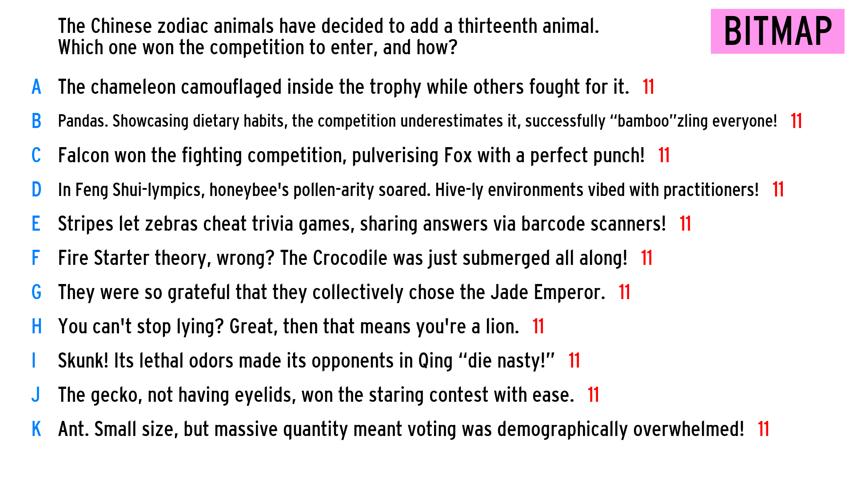 The Chinese zodiac animals have decided to add a thirteenth animal.
Which one won the competition to enter, and how?
BITMAP
A The chameleon camouflaged inside the trophy while others fought for it. 11
B Pandas. Showcasing dietary habits, the competition underestimates it, successfully “bamboo”zling everyone! 11
C Falcon won the fighting competition, pulverising Fox with a perfect punch! 11
D In Feng Shui-lympics, honeybee's pollen-arity soared. Hive-ly environments vibed with practitioners! 11
E Stripes let zebras cheat trivia games, sharing answers via barcode scanners! 11
F Fire Starter theory, wrong? The Crocodile was just submerged all along! 11
G They were so grateful that they collectively chose the Jade Emperor. 11
H You can't stop lying? Great, then that means you're a lion. 11
I Skunk! Its lethal odors made its opponents in Qing “die nasty!” 11
J The gecko, not having eyelids, won the staring contest with ease. 11
K Ant. Small size, but massive quantity meant voting was demographically overwhelmed! 11